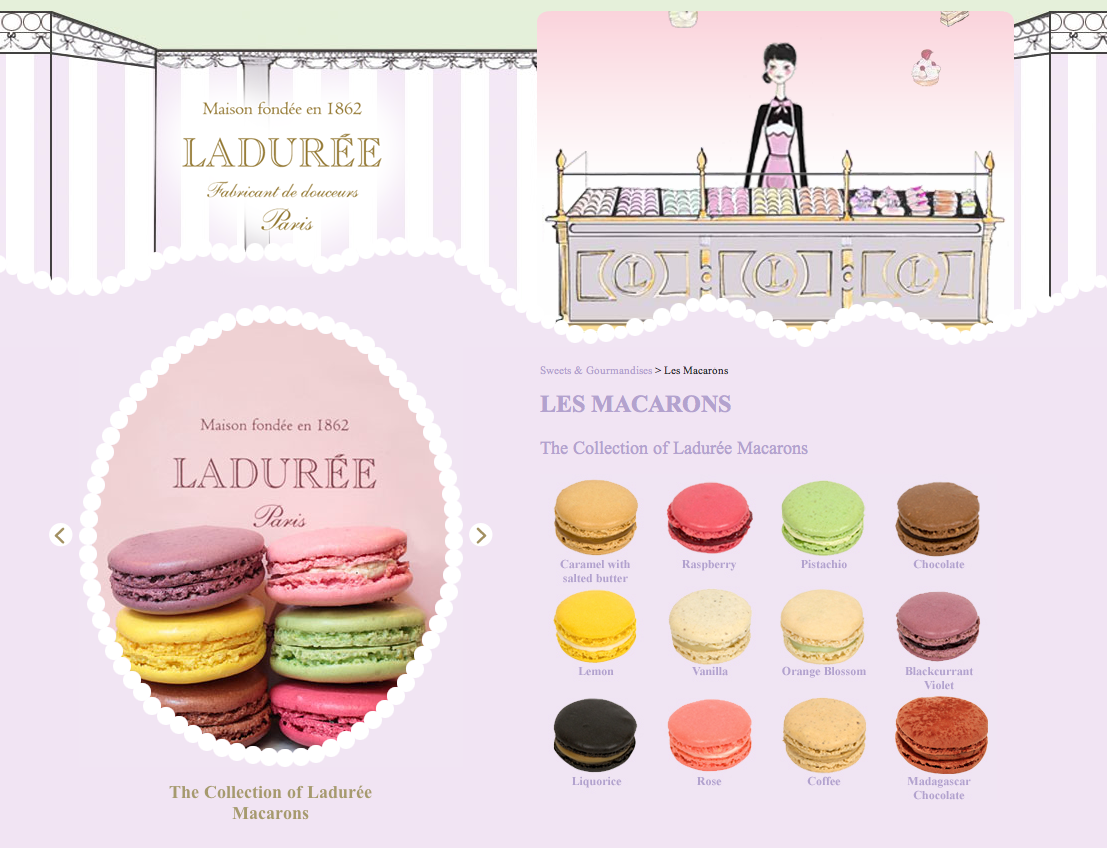 Maison fondée en 1862
LADURÉE
Fabricant de douceurs
Paris
L
L
L
Maison fondée en 1862
LADURÉE
Paris
The Collection of Ladurée
Macarons
Sweets & Gourmandises > Les Macarons
LES MACARONS
The Collection of Ladurée Macarons
Caramel with
salted butter
Raspberry
Pistachio
Chocolate
Lemon
Vanilla
Orange Blossom
Blackcurrant
Violet
Liquorice
Rose
Coffee
Madagascar
Chocolate